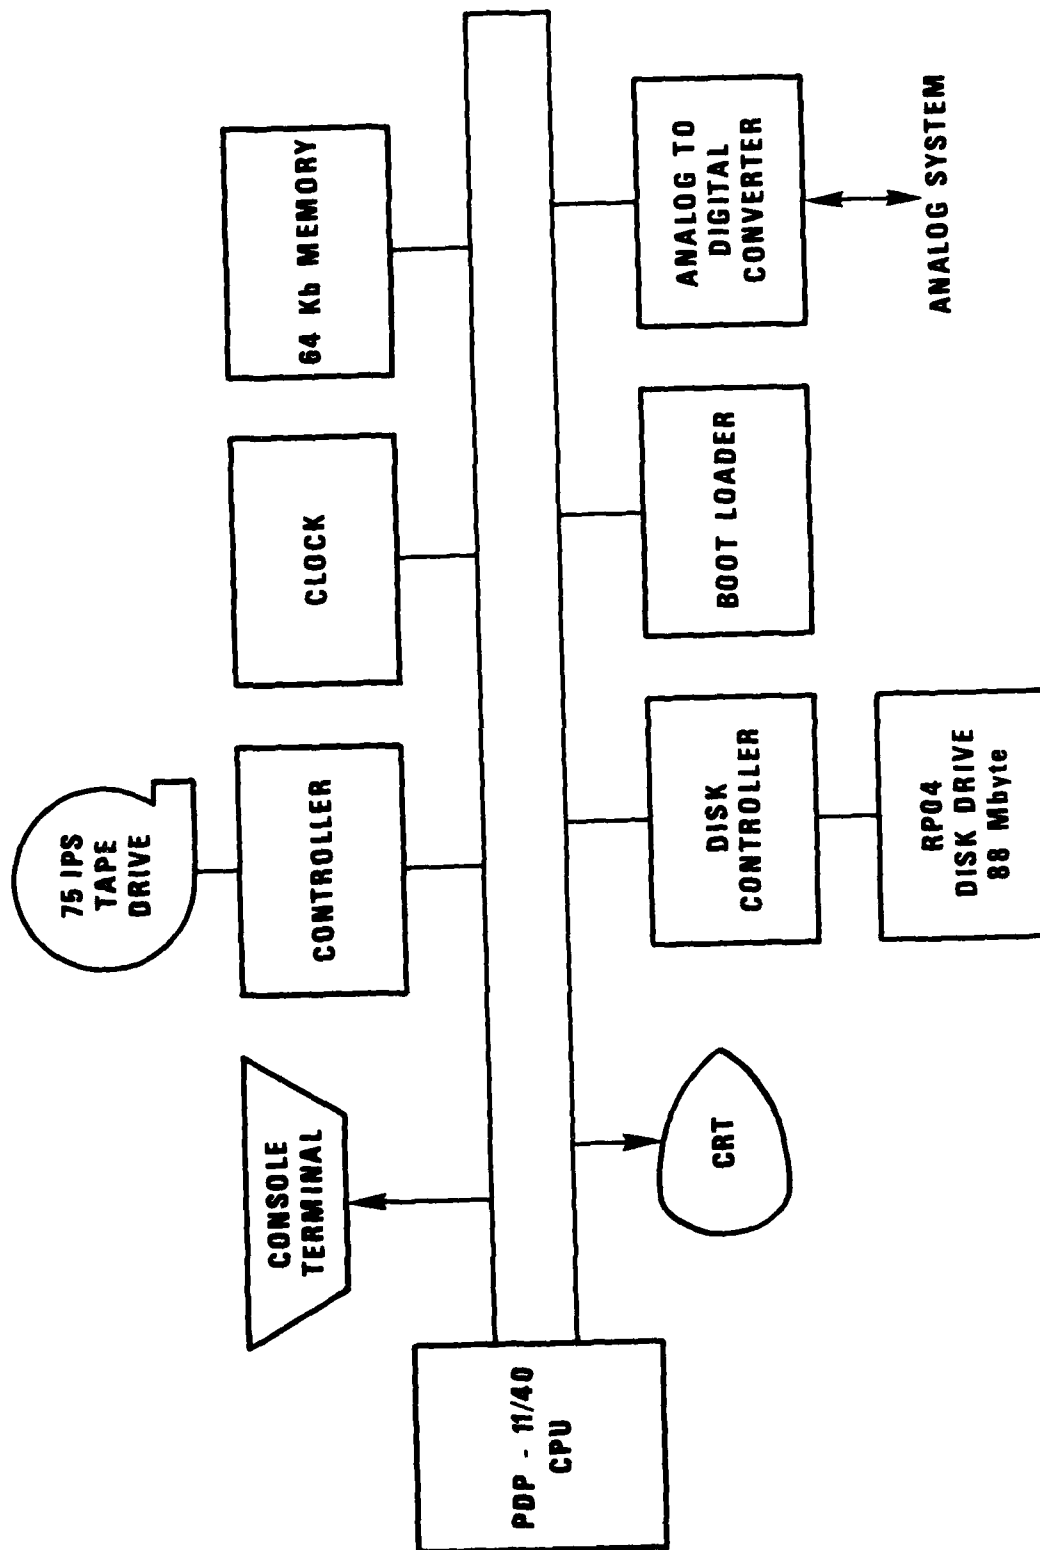 75 IPS
TAPE
DRIVE
CONSOLE
TERMINAL
CONTROLLER
CLOCK
64 Kb MEMORY
PDP - 11/40
CPU
CRT
DISK
CONTROLLER
BOOT LOADER
ANALOG TO
DIGITAL
CONVERTER
RP04
DISK DRIVE
88 Mbyte
ANALOG SYSTEM